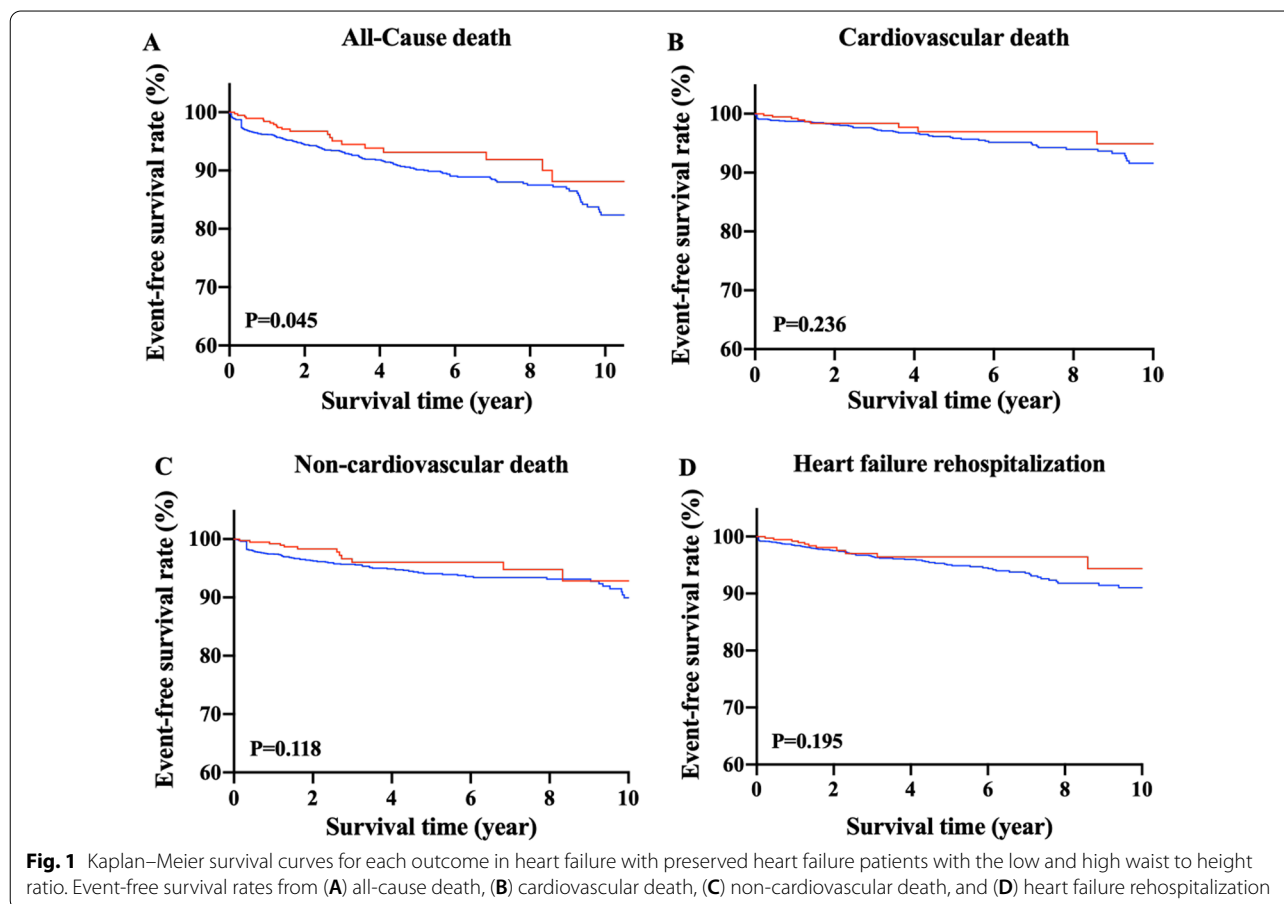 A
All-Cause death
Event-free survival rate (%)
100
90
80
70
60
P=0.045
0 2 4 6 8 10
Survival time (year)
B
Cardiovascular death
Event-free survival rate (%)
100
90
80
70
60
P=0.236
0 2 4 6 8 10
Survival time (year)
C
Non-cardiovascular death
Event-free survival rate (%)
100
90
80
70
60
P=0.118
0 2 4 6 8 10
Survival time (year)
D
Heart failure rehospitalization
Event-free survival rate (%)
100
90
80
70
60
P=0.195
0 2 4 6 8 10
Survival time (year)
Fig. 1 Kaplan–Meier survival curves for each outcome in heart failure with preserved heart failure patients with the low and high waist to height
ratio. Event-free survival rates from (A) all-cause death, (B) cardiovascular death, (C) non-cardiovascular death, and (D) heart failure rehospitalization